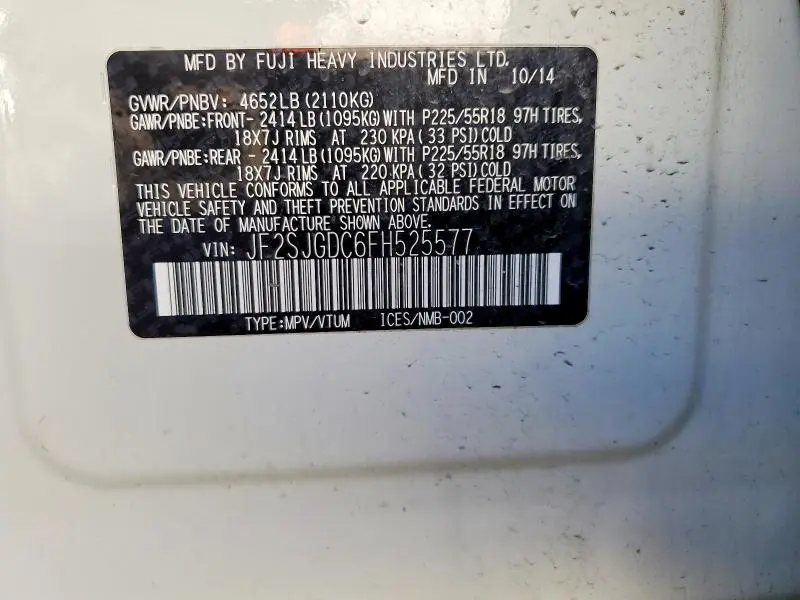 MFD BY FUJI HEAVY INDUSTRIES LTD.
MFD IN 10/14
GVWR/PNBV: 4652LB (2110KG)
GAWR/PNBE:FRONT- 2414 LB (1095KG) WITH P225/55R18 97H TIRES,
18X7J RIMS AT 230 KPA ( 33 PSI) COLD
GAWR/PNBE:REAR - 2414 LB (1095KG) WITH P225/55R18 97H TIRES,
18X7J RIMS AT 220 KPA ( 32 PSI) COLD
THIS VEHICLE CONFORMS TO ALL APPLICABLE FEDERAL MOTOR
VEHICLE SAFETY AND THEFT PREVENTION STANDARDS IN EFFECT ON
THE DATE OF MANUFACTURE SHOWN ABOVE.
VIN: JF2SJGDC6FH525577
TYPE:MPV/VTUM ICES/NMB-002